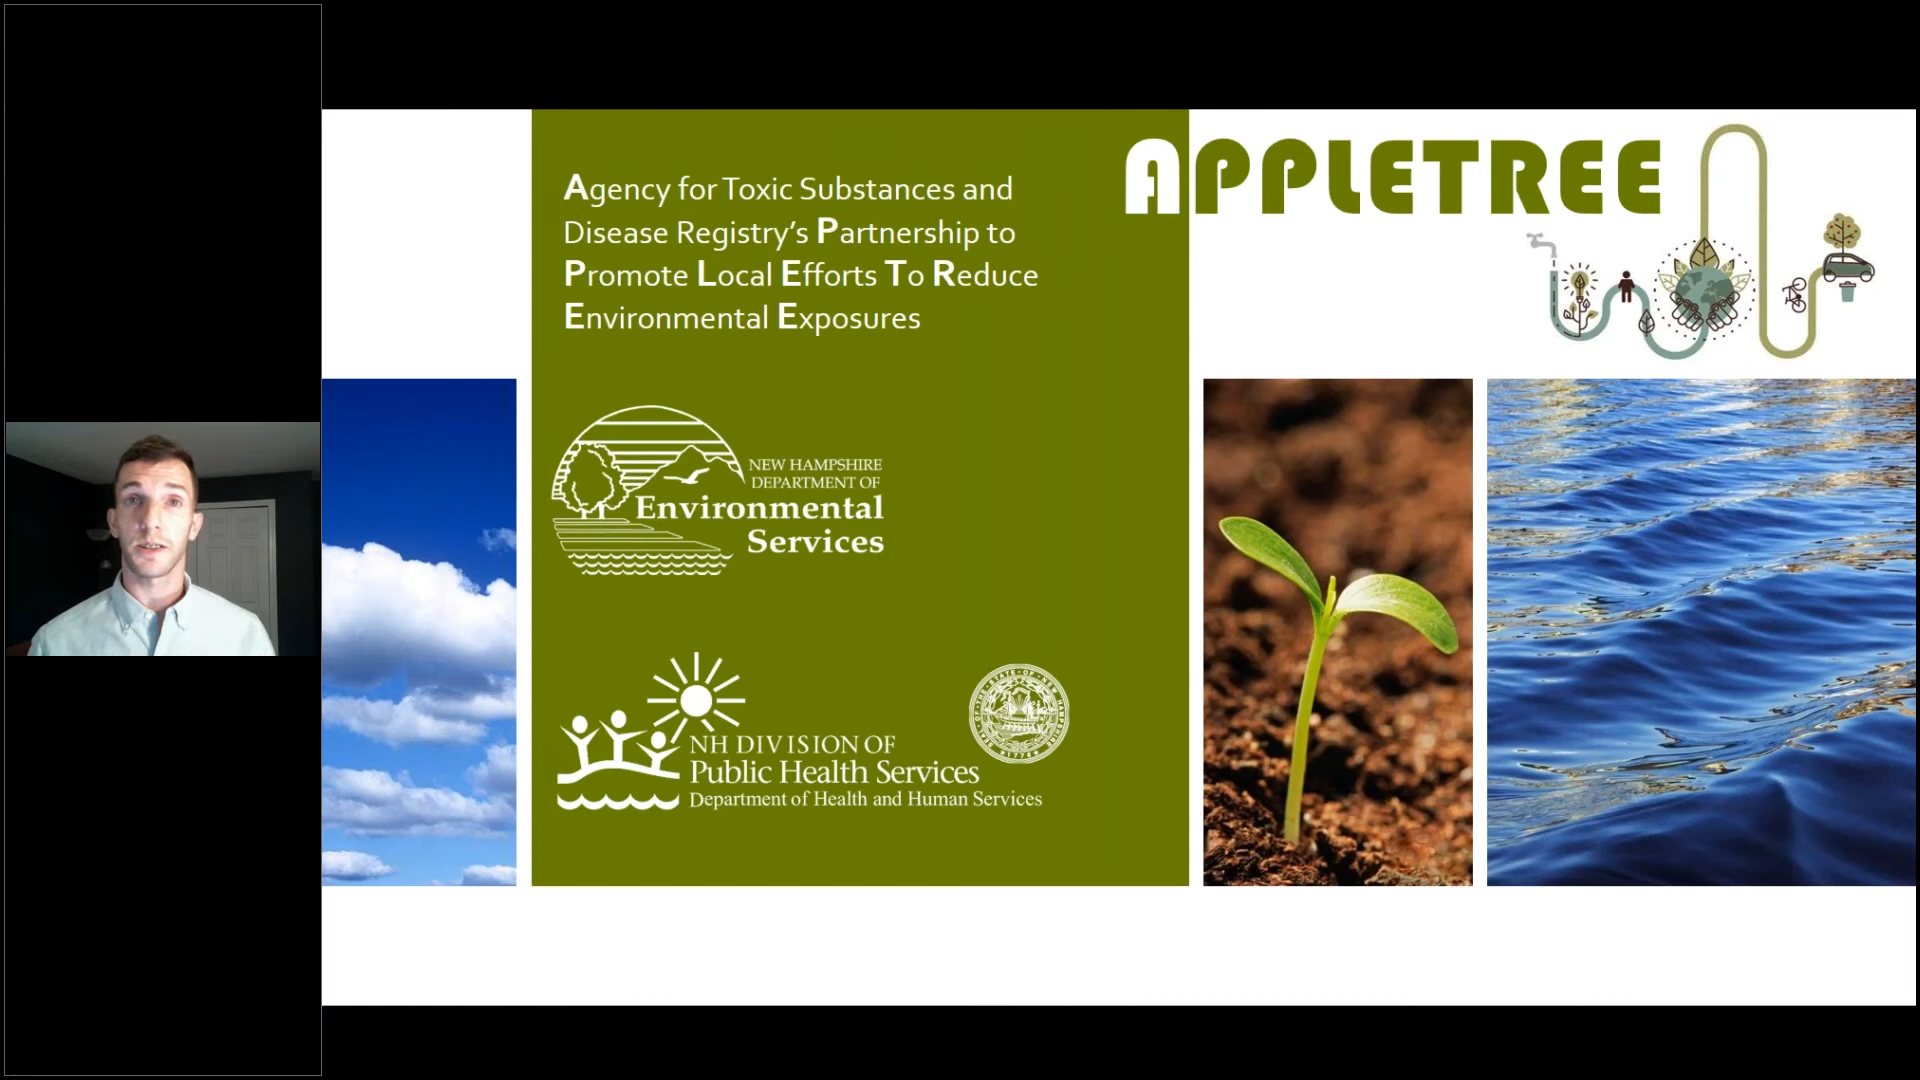 APPLETREE
Agency for Toxic Substances and
Disease Registry’s Partnership to
Promote Local Efforts To Reduce
Environmental Exposures
NEW HAMPSHIRE
DEPARTMENT OF
Environmental
Services
NH DIVISION OF
Public Health Services
Department of Health and Human Services